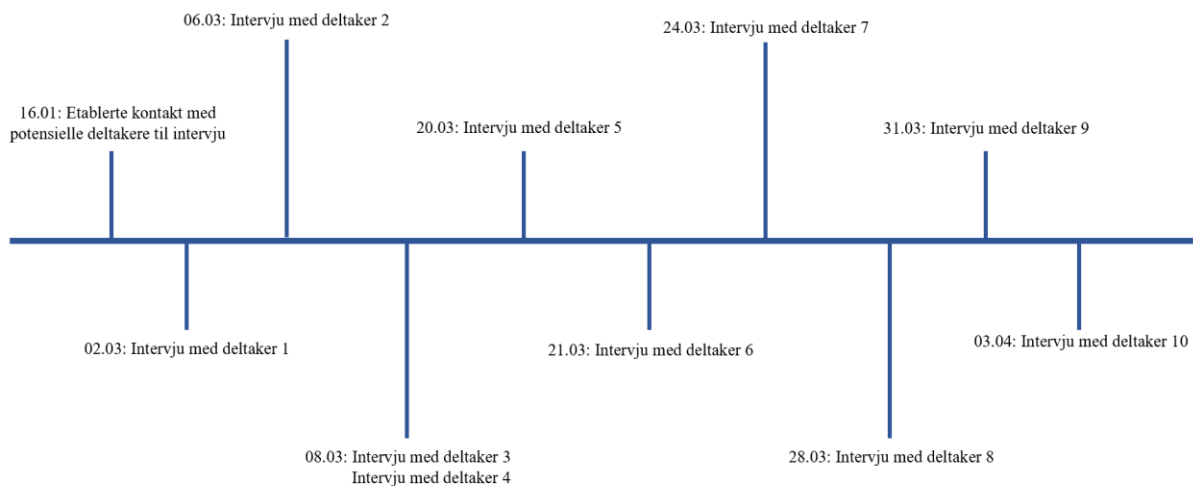 06.03: Intervju med deltaker 2
24.03: Intervju med deltaker 7
16.01: Etablerte kontakt med
potensielle deltakere til intervju
20.03: Intervju med deltaker 5
31.03: Intervju med deltaker 9
02.03: Intervju med deltaker 1
21.03: Intervju med deltaker 6
03.04: Intervju med deltaker 10
08.03: Intervju med deltaker 3
Intervju med deltaker 4
28.03: Intervju med deltaker 8